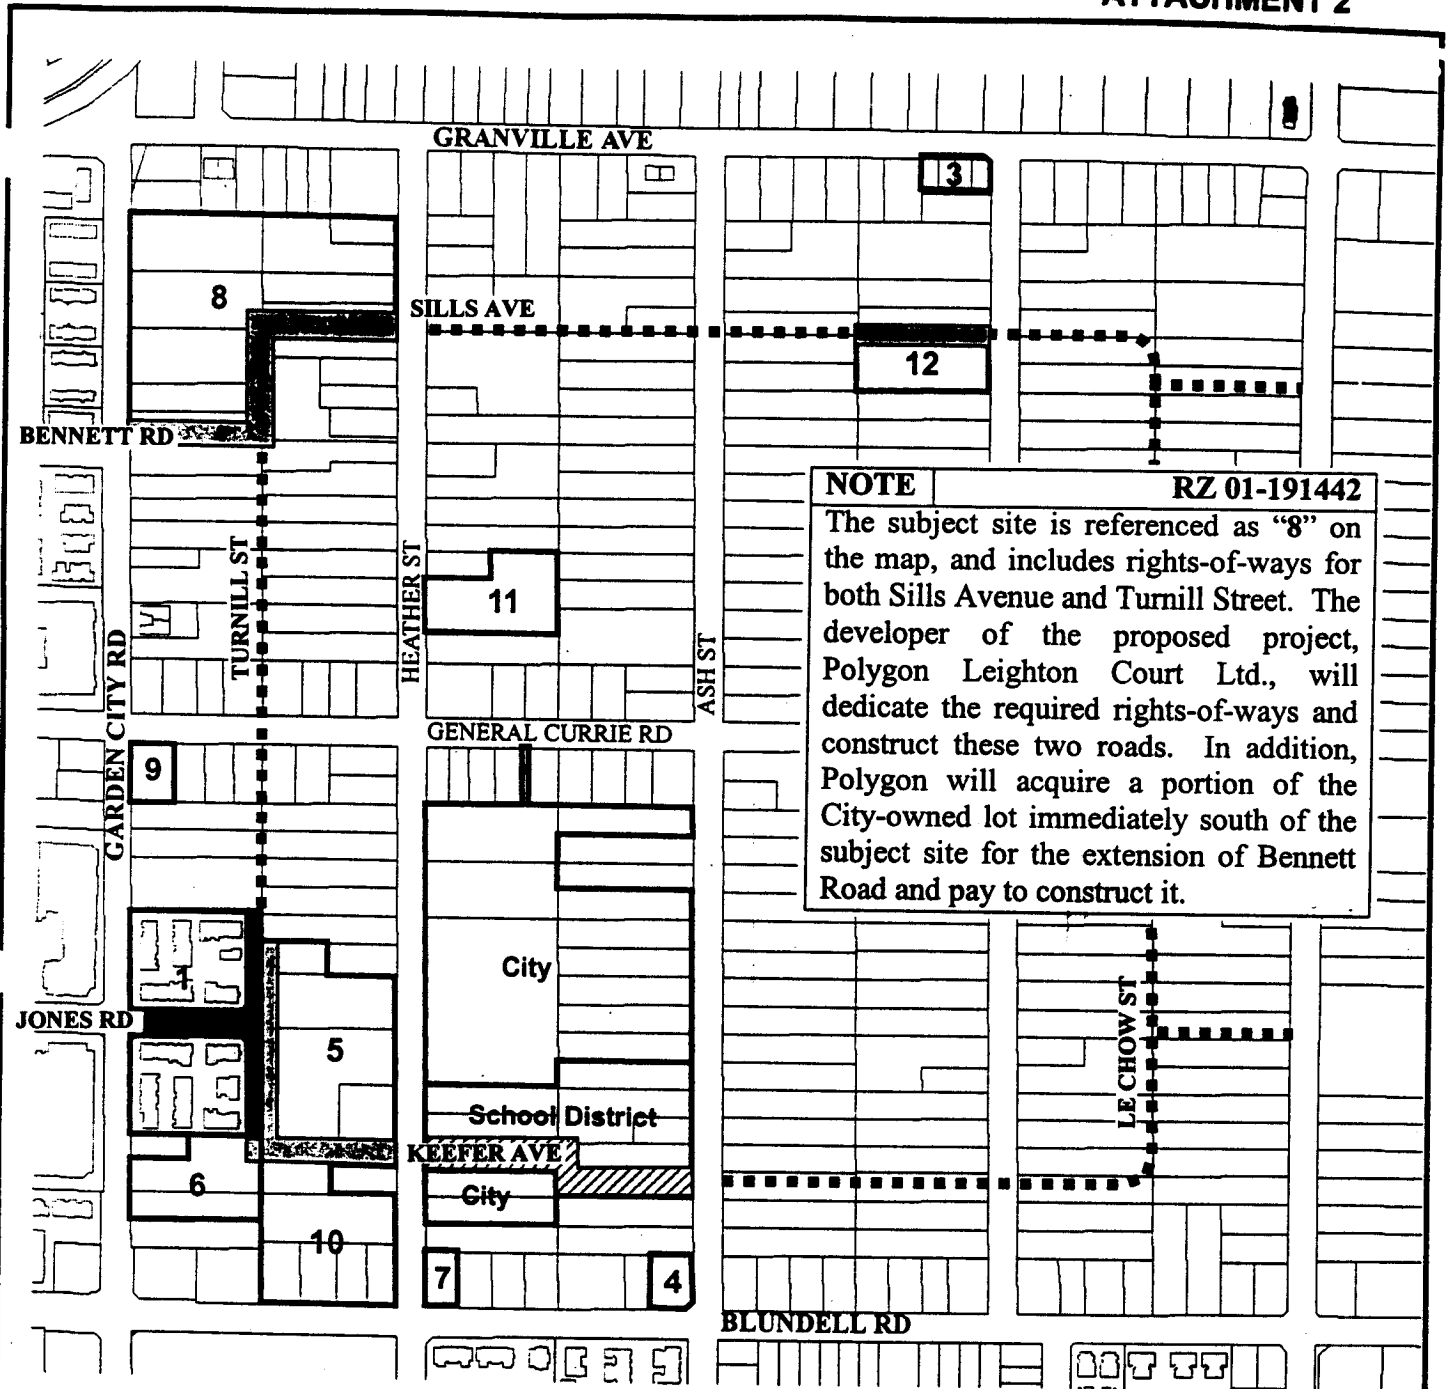 ATTACHMENT 2
GRANVILLE AVE
3
8
SILLS AVE
12
BENNETT RD
NOTE RZ 01-191442
The subject site is referenced as “8” on
the map, and includes rights-of-ways for
both Sills Avenue and Turnill Street. The
developer of the proposed project,
Polygon Leighton Court Ltd., will
dedicate the required rights-of-ways and
construct these two roads. In addition,
Polygon will acquire a portion of the
City-owned lot immediately south of the
subject site for the extension of Bennett
Road and pay to construct it.
TURNILL ST
HEATHER ST
11
GARDEN CITY RD
ASH ST
GENERAL CURRIE RD
9
City
1
JONES RD
5
LE CHOW ST
School District
KEEFER AVE
6
City
10
7
4
BLUNDELL RD